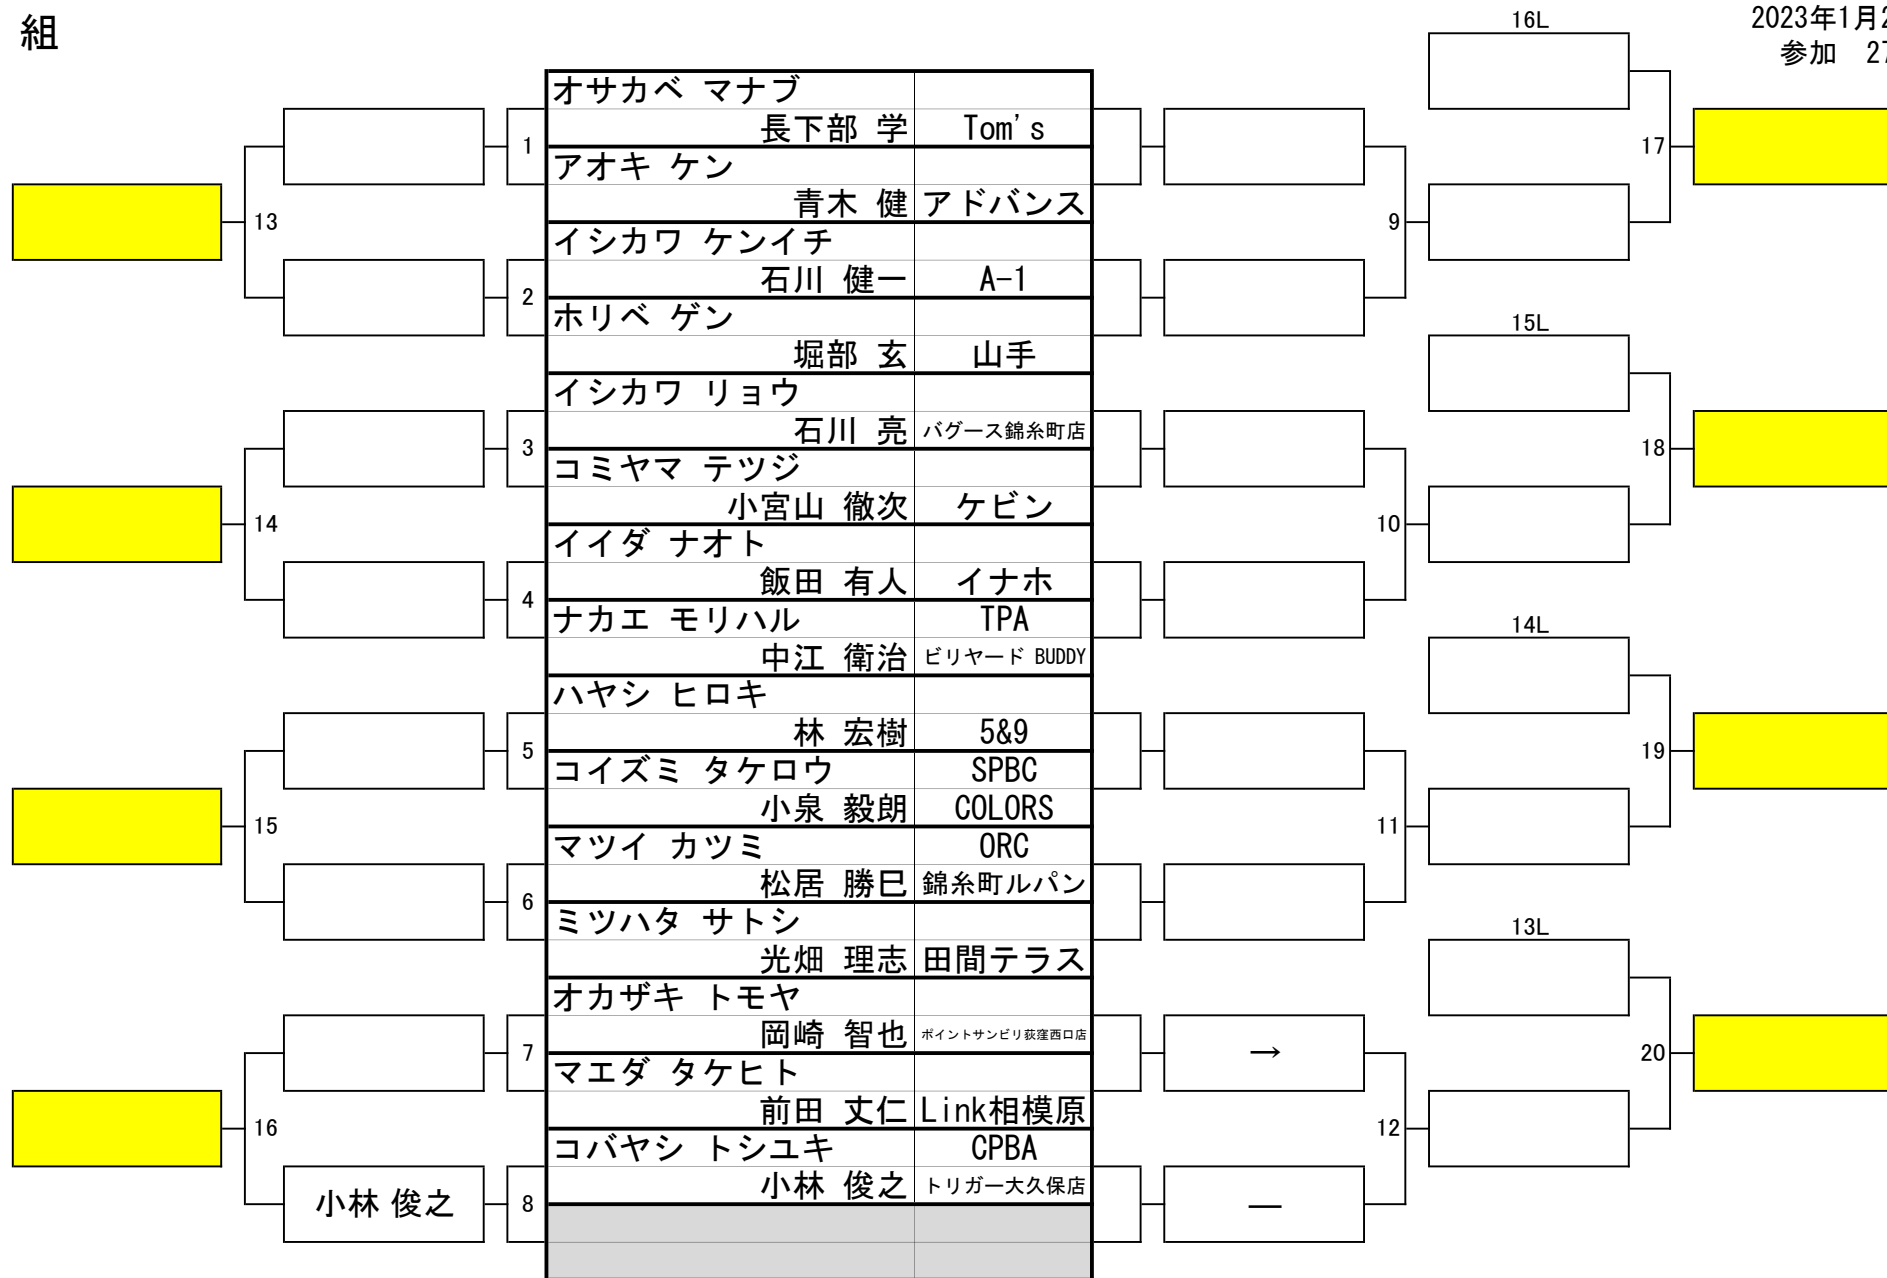 組
2023年1月2
参加 27
16L
オサカベ マナブ
長下部 学 Tom's
1
17
アオキ ケン
青木 健 アドバンス
13
9
イシカワ ケンイチ
石川 健一 A-1
2
ホリベ ゲン
15L
堀部 玄 山手
イシカワ リョウ
石川 亮 バグース錦糸町店
3
18
コミヤマ テツジ
小宮山 徹次 ケビン
14
10
イイダ ナオト
飯田 有人 イナホ
4
ナカエ モリハル TPA
14L
中江 衛治 ビリヤード BUDDY
ハヤシ ヒロキ
林 宏樹 5&9
5
19
コイズミ タケロウ SPBC
小泉 毅朗 COLORS
15
11
マツイ カツミ ORC
松居 勝巳 錦糸町ルパン
6
ミツハタ サトシ
13L
光畑 理志 田間テラス
オカザキ トモヤ
岡崎 智也 ポイントサンビリ荻窪西口店
7
→
20
マエダ タケヒト
前田 丈仁 Link相模原
16
12
コバヤシ トシユキ CPBA
小林 俊之 トリガー大久保店
小林 俊之
8
―